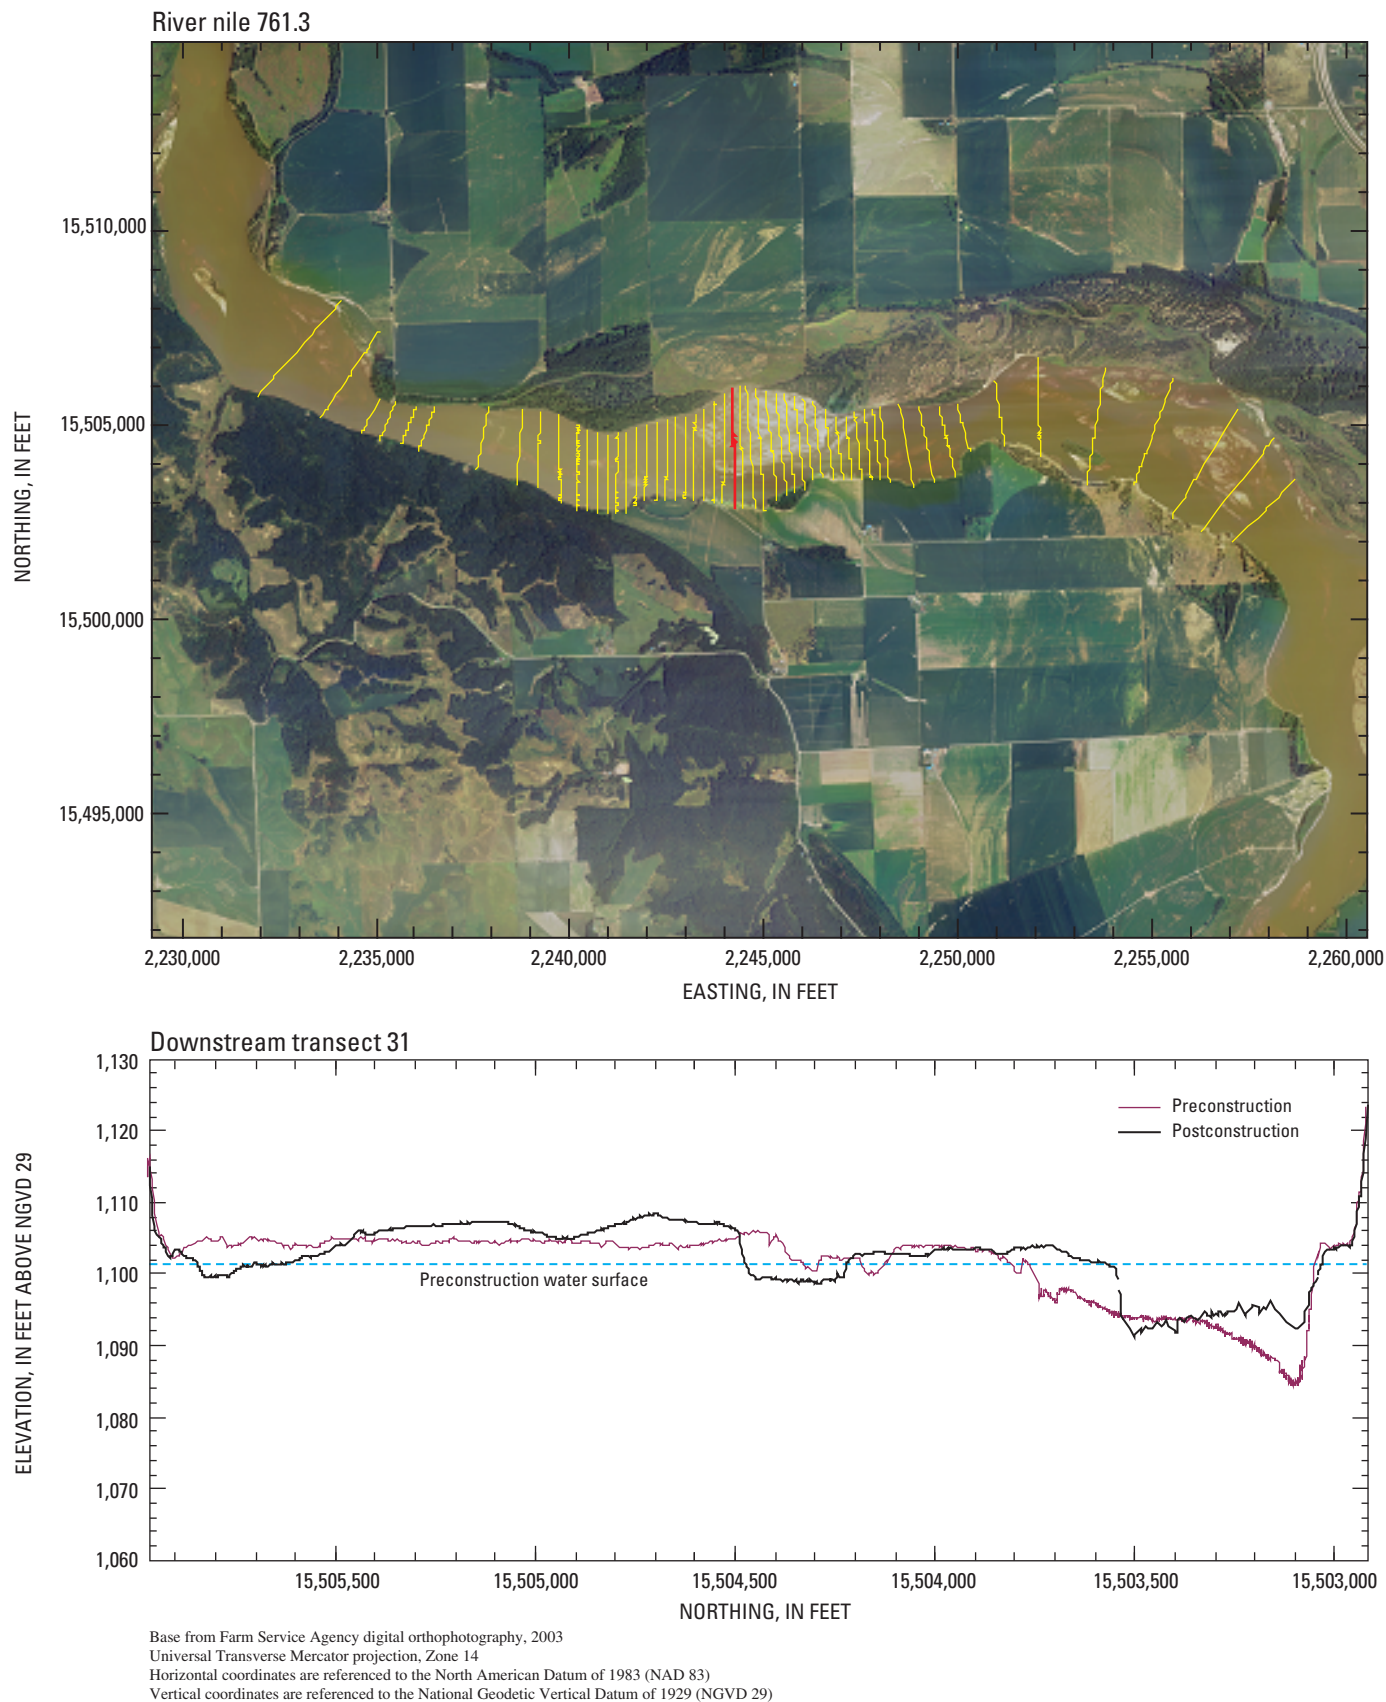 River nile 761.3
15,510,000
15,505,000
15,500,000
15,495,000
NORTHING, IN FEET
2,230,000 2,235,000 2,240,000 2,245,000 2,250,000 2,255,000 2,260,000
EASTING, IN FEET
Downstream transect 31
1,130
1,120
1,110
1,100
1,090
1,080
1,070
1,060
ELEVATION, IN FEET ABOVE NGVD 29
Preconstruction
Postconstruction
Preconstruction water surface
15,505,500 15,505,000 15,504,500 15,504,000 15,503,500 15,503,000
NORTHING, IN FEET
Base from Farm Service Agency digital orthophotography, 2003
Universal Transverse Mercator projection, Zone 14
Horizontal coordinates are referenced to the North American Datum of 1983 (NAD 83)
Vertical coordinates are referenced to the National Geodetic Vertical Datum of 1929 (NGVD 29)